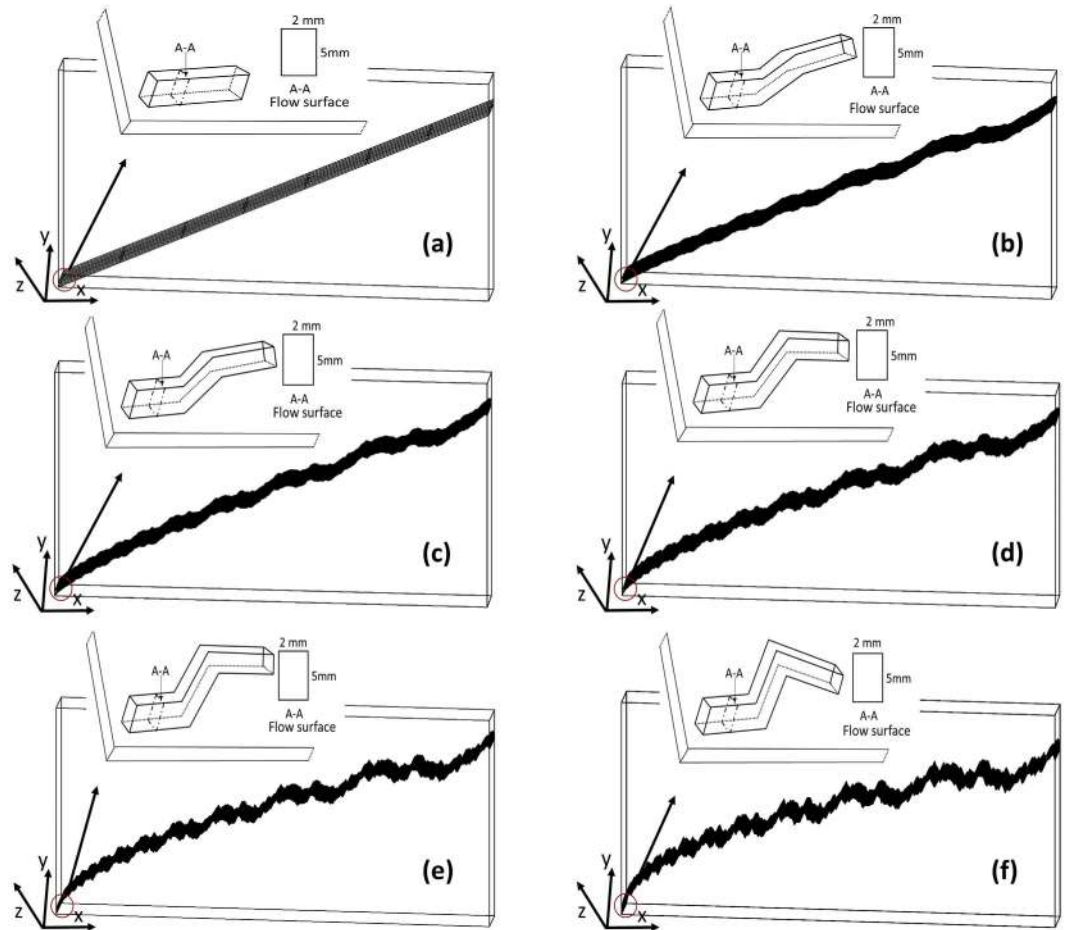 2 mm
A-A
5mm
A-A
Flow surface
y
z
x
(a)
2 mm
A-A
5mm
A-A
Flow surface
y
z
x
(b)
2 mm
A-A
5mm
A-A
Flow surface
y
z
x
(c)
2 mm
A-A
5mm
A-A
Flow surface
y
z
x
(d)
2 mm
A-A
5mm
A-A
Flow surface
y
z
x
(e)
2 mm
A-A
5mm
A-A
Flow surface
y
z
x
(f)